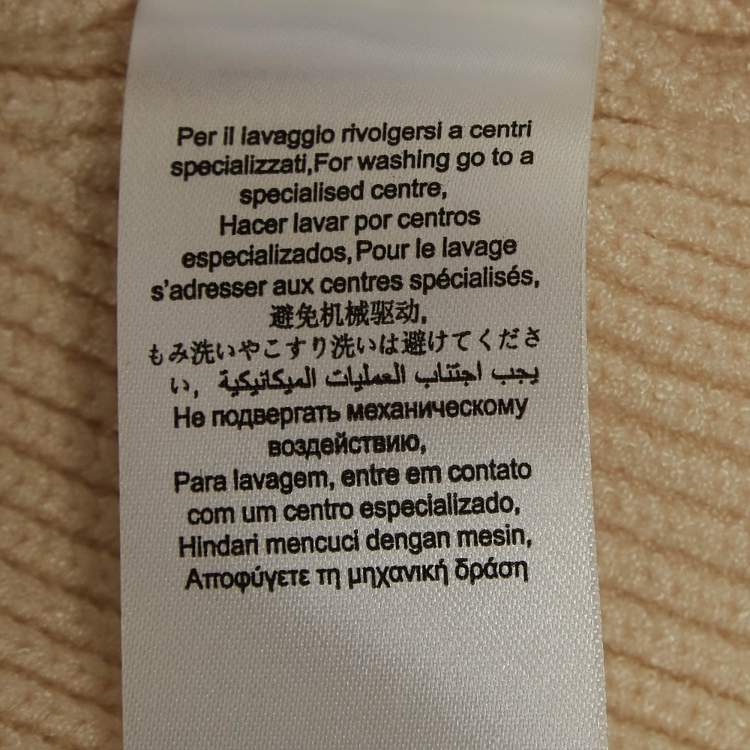 Per il lavaggio rivolgersi a centri
specializzati,For washing go to a
specialised centre,
Hacer lavar por centros
especializados,Pour le lavage
s'adresser aux centres spécialisés,
避免机械驱动,
もみ洗いやこすり洗いは避けてくださ
い, يجب اجتناب العمليات الميكانيكية
Не подвергать механическому
воздействию,
Para lavagem, entre em contato
com um centro especializado,
Hindari mencuci dengan mesin,
Αποφύγετε τη μηχανική δράση